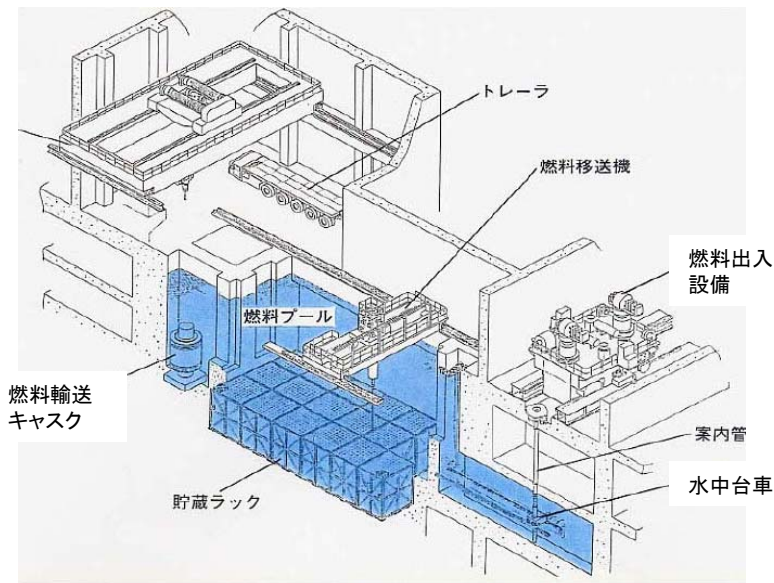 トレーラ
燃料移送機
燃料出入
設備
燃料プール
燃料輸送
キャスク
案内管
水中台車
貯蔵ラック